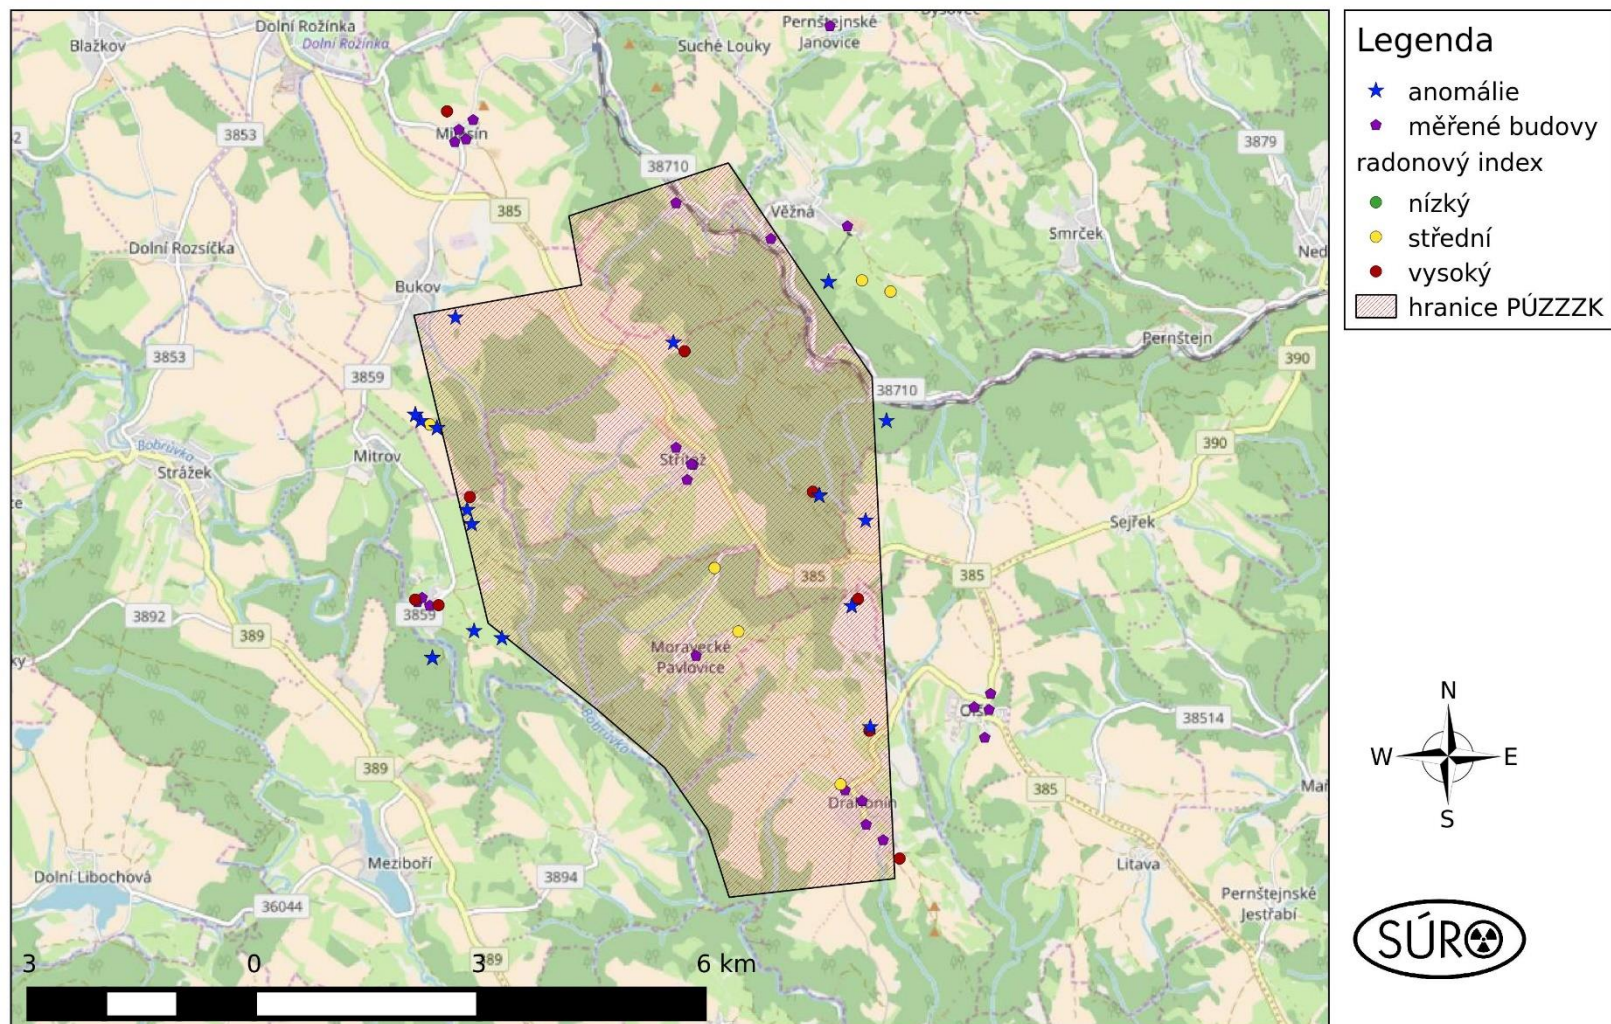 Dolní Rožínka
Blažkov
Dolní Rožínka
Suché Louky
Pernštejnské
Janovice
3853
3879
38710
385
Věžná
Smrček
Dolní Rozsíčka
Bukov
3853
3859
Pernštejn
390
38710
390
Bobrůvka
Strážek
Mitrov
Sejřek
385
385
3892
389
3859
Moravecké
Pavlovice
Bobrůvka
38514
389
385
Drahonín
Meziboří
Litava
Dolní Libochová
3894
36044
Pernštejnské
Jestřabí
3
0
3
6 km
Legenda
anomálie
měřené budovy
radonový index
nízký
střední
vysoký
hranice PÚZZZK
N
W
E
S
SÚRO